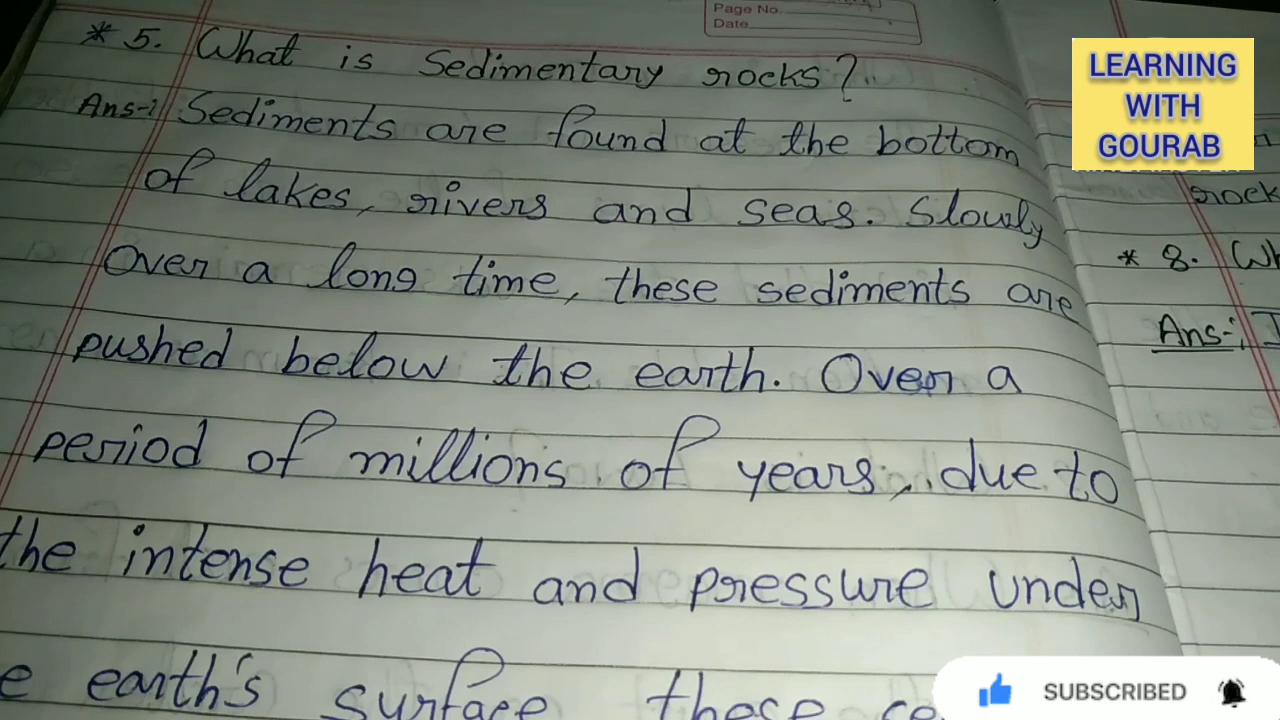 Page No.
Date
* 5. What is Sedimentary rocks?
Ans-: Sediments are found at the bottom
of lakes, rivers and seas. Slowly
Over a long time, these sediments are
pushed below the earth. Over a
period of millions of years, due to
the intense heat and pressure under
e earth's surface these
LEARNING
WITH
GOURAB
rock
* 8. Wh
Ans-:
SUBSCRIBED